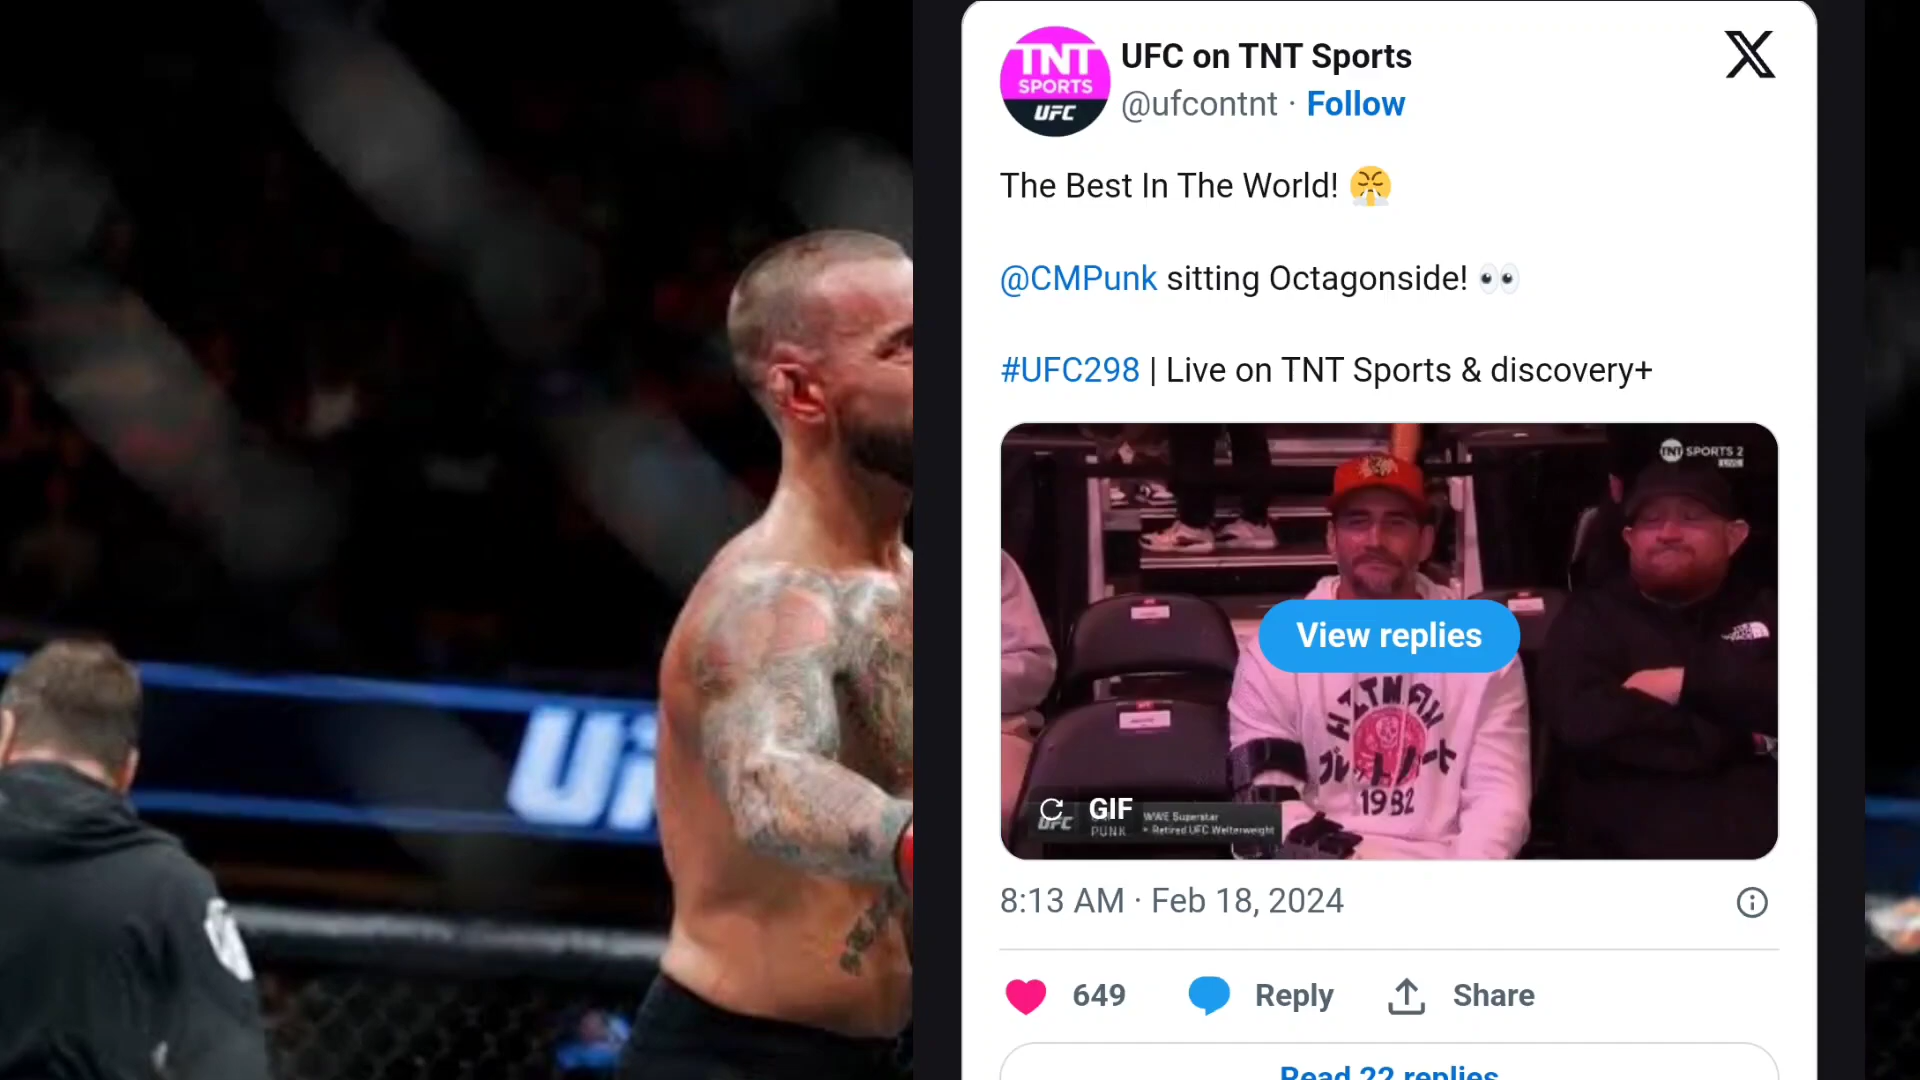 TNT
SPORTS
UFC
UFC on TNT Sports
@ufcontnt · Follow
X
The Best In The World! 😤
@CMPunk sitting Octagonside! 👀
#UFC298 | Live on TNT Sports & discovery+
TNT SPORTS 2
LIVE
View replies
HITMAN
1982
GIF
UFC
PUNK
WWE Superstar
• Retired UFC Welterweight
8:13 AM · Feb 18, 2024
649
Reply
Share
Read 22 replies